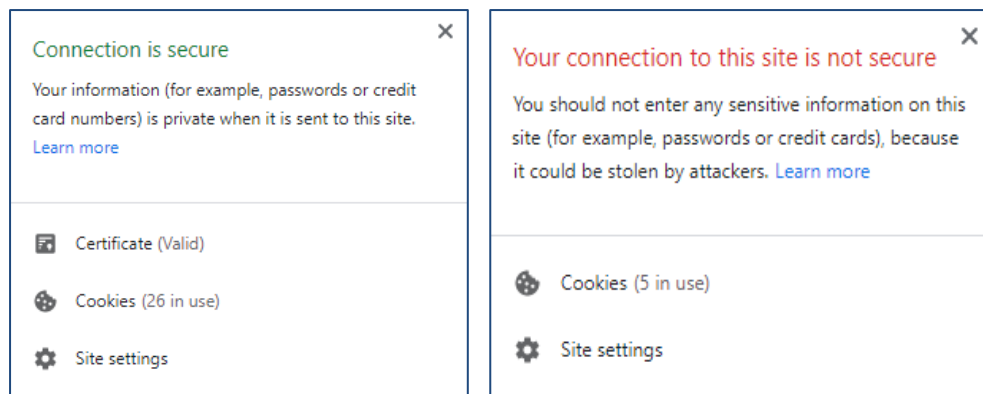 Connection is secure
Your information (for example, passwords or credit
card numbers) is private when it is sent to this site.
Learn more
Certificate (Valid)
Cookies (26 in use)
Site settings
Your connection to this site is not secure
You should not enter any sensitive information on this
site (for example, passwords or credit cards), because
it could be stolen by attackers. Learn more
Cookies (5 in use)
Site settings